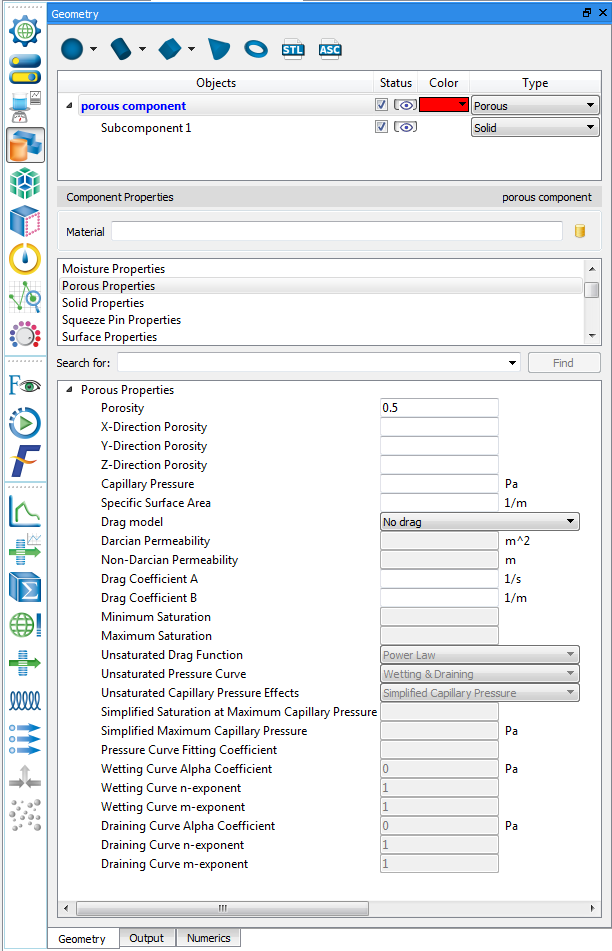 Geometry
STL
ASC
Objects Status Color Type
porous component Porous
Subcomponent 1 Solid
Component Properties porous component
Material
Moisture Properties
Porous Properties
Solid Properties
Squeeze Pin Properties
Surface Properties
Search for: Find
Porous Properties
Porosity 0.5
X-Direction Porosity
Y-Direction Porosity
Z-Direction Porosity
Capillary Pressure Pa
Specific Surface Area 1/m
Drag model No drag
Darcian Permeability m^2
Non-Darcian Permeability m
Drag Coefficient A 1/s
Drag Coefficient B 1/m
Minimum Saturation
Maximum Saturation
Unsaturated Drag Function Power Law
Unsaturated Pressure Curve Wetting & Draining
Unsaturated Capillary Pressure Effects Simplified Capillary Pressure
Simplified Saturation at Maximum Capillary Pressure
Simplified Maximum Capillary Pressure Pa
Pressure Curve Fitting Coefficient
Wetting Curve Alpha Coefficient 0 Pa
Wetting Curve n-exponent 1
Wetting Curve m-exponent 1
Draining Curve Alpha Coefficient 0 Pa
Draining Curve n-exponent 1
Draining Curve m-exponent 1
Geometry Output Numerics